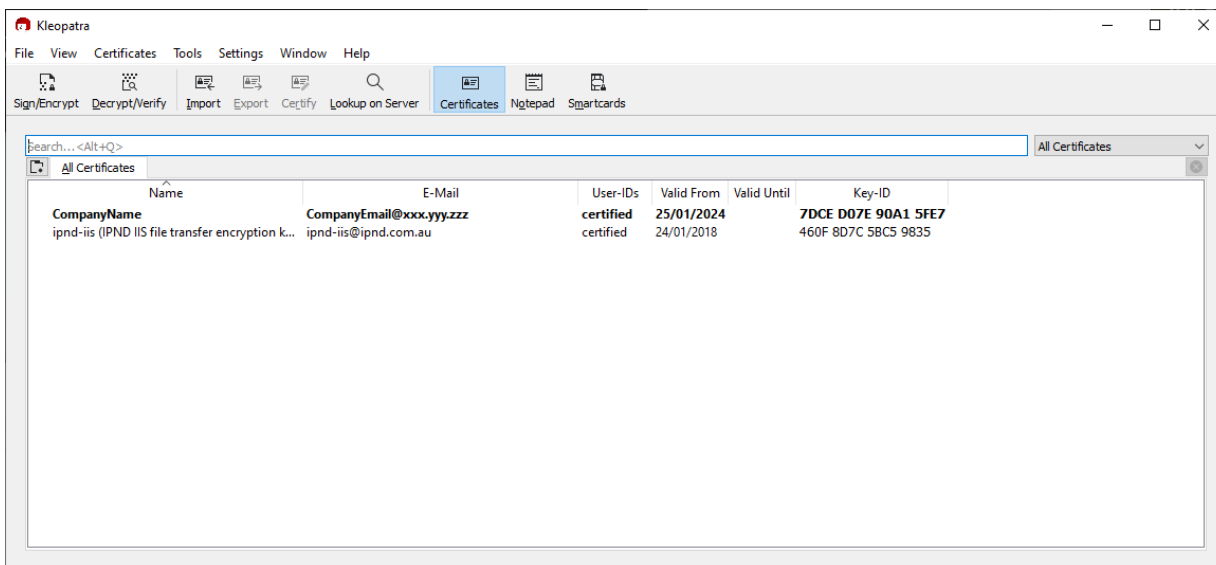 Kleopatra
File View Certificates Tools Settings Window Help
Sign/Encrypt Decrypt/Verify Import Export Certify Lookup on Server Certificates Notepad Smartcards
Search...<Alt+Q> All Certificates
All Certificates
Name E-Mail User-IDs Valid From Valid Until Key-ID
CompanyName CompanyEmail@xxx.yyy.zzz certified 25/01/2024 7DCE D07E 90A1 5FE7
ipnd-iis (IPND IIS file transfer encryption k... ipnd-iis@ipnd.com.au certified 24/01/2018 460F 8D7C 5BC5 9835